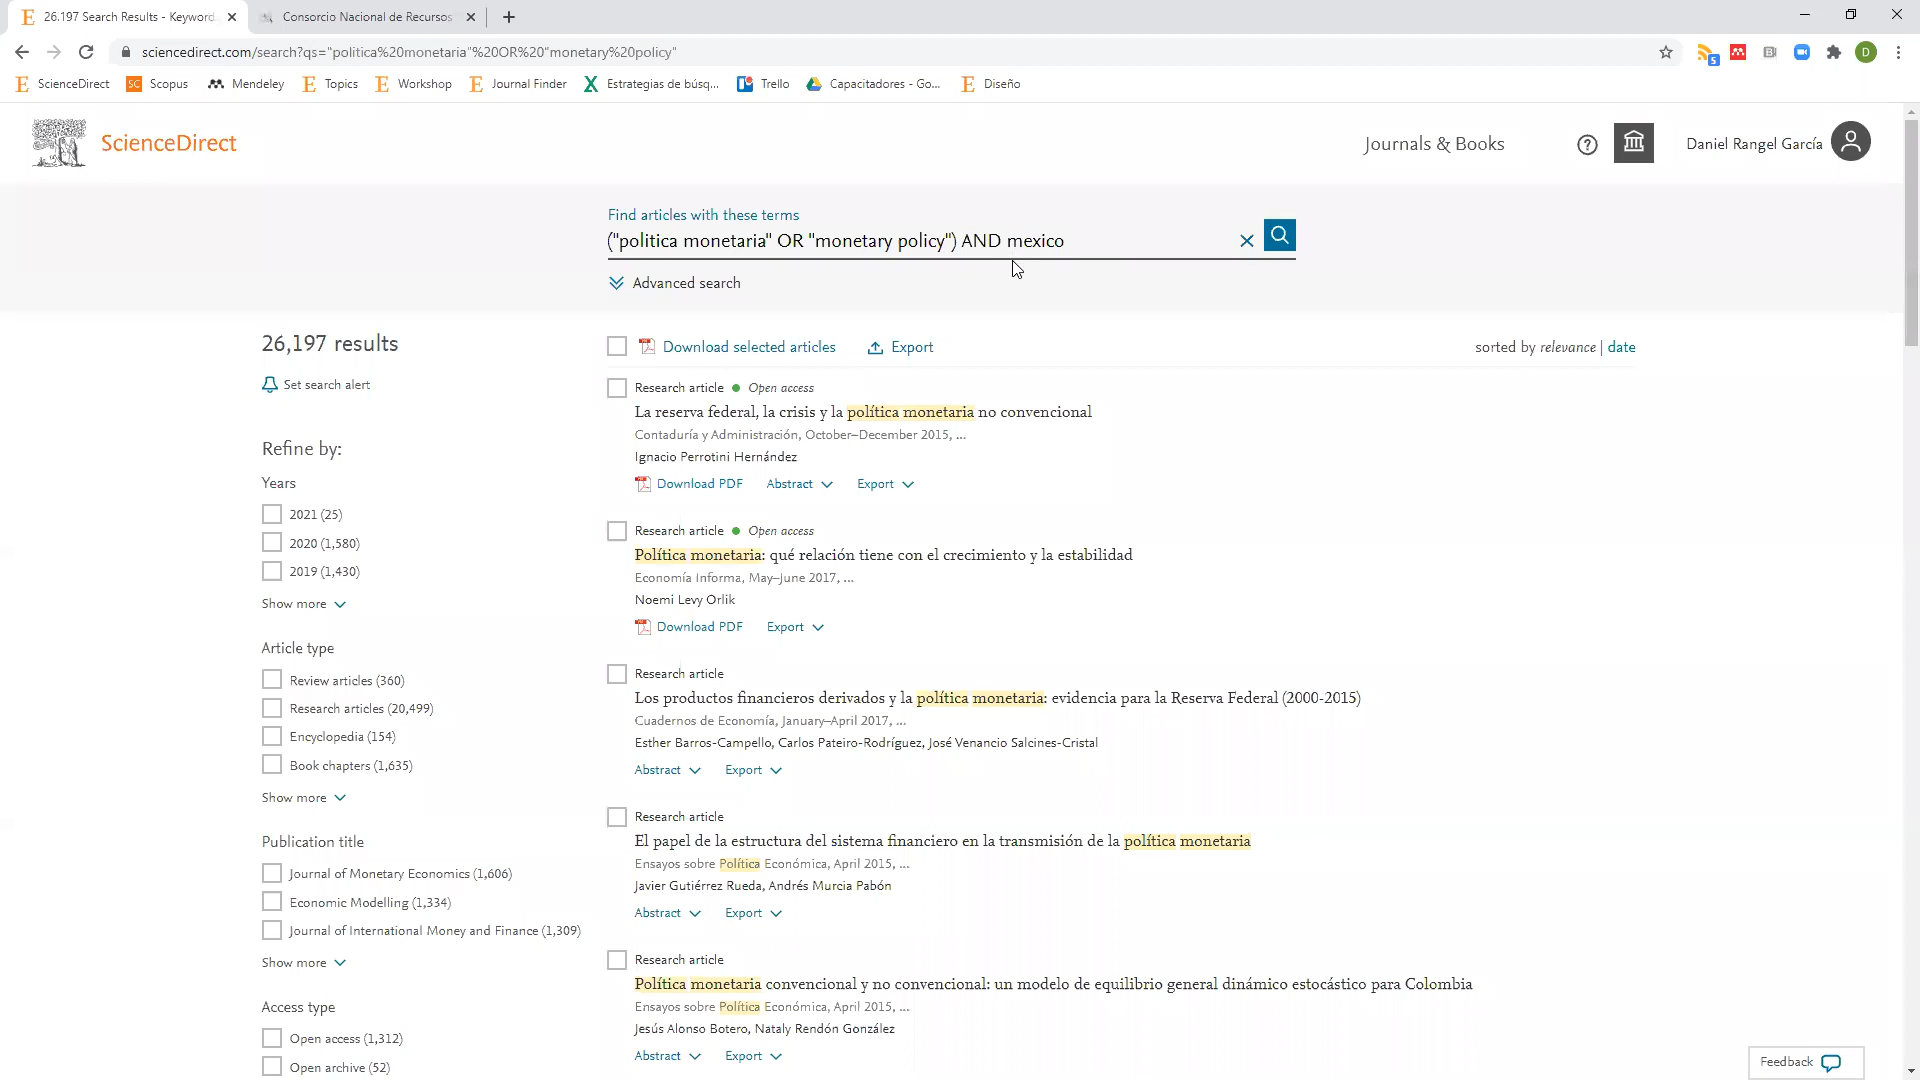 26.197 Search Results - Keyword
Consorcio Nacional de Recursos
sciencedirect.com/search?qs="politica%20monetaria"%20OR%20"monetary%20policy"
5
D
ScienceDirect
SC Scopus
Mendeley
Topics
Workshop
Journal Finder
Estrategias de búsq...
Trello
Capacitadores - Go...
Diseño
ScienceDirect
Journals & Books
Daniel Rangel García
Find articles with these terms
("politica monetaria" OR "monetary policy") AND mexico
Advanced search
26,197 results
Set search alert
Refine by:
Years
2021 (25)
2020 (1,580)
2019 (1,430)
Show more
Article type
Review articles (360)
Research articles (20,499)
Encyclopedia (154)
Book chapters (1,635)
Show more
Publication title
Journal of Monetary Economics (1,606)
Economic Modelling (1,334)
Journal of International Money and Finance (1,309)
Show more
Access type
Open access (1,312)
Open archive (52)
Download selected articles
Export
sorted by relevance | date
Research article Open access
La reserva federal, la crisis y la política monetaria no convencional
Contaduría y Administración, October–December 2015, ...
Ignacio Perrotini Hernández
Download PDF Abstract Export
Research article Open access
Política monetaria: qué relación tiene con el crecimiento y la estabilidad
Economía Informa, May–June 2017, ...
Noemi Levy Orlik
Download PDF Export
Research article
Los productos financieros derivados y la política monetaria: evidencia para la Reserva Federal (2000-2015)
Cuadernos de Economía, January–April 2017, ...
Esther Barros-Campello, Carlos Pateiro-Rodríguez, José Venancio Salcines-Cristal
Abstract Export
Research article
El papel de la estructura del sistema financiero en la transmisión de la política monetaria
Ensayos sobre Política Económica, April 2015, ...
Javier Gutiérrez Rueda, Andrés Murcia Pabón
Abstract Export
Research article
Política monetaria convencional y no convencional: un modelo de equilibrio general dinámico estocástico para Colombia
Ensayos sobre Política Económica, April 2015, ...
Jesús Alonso Botero, Nataly Rendón González
Abstract Export
Feedback